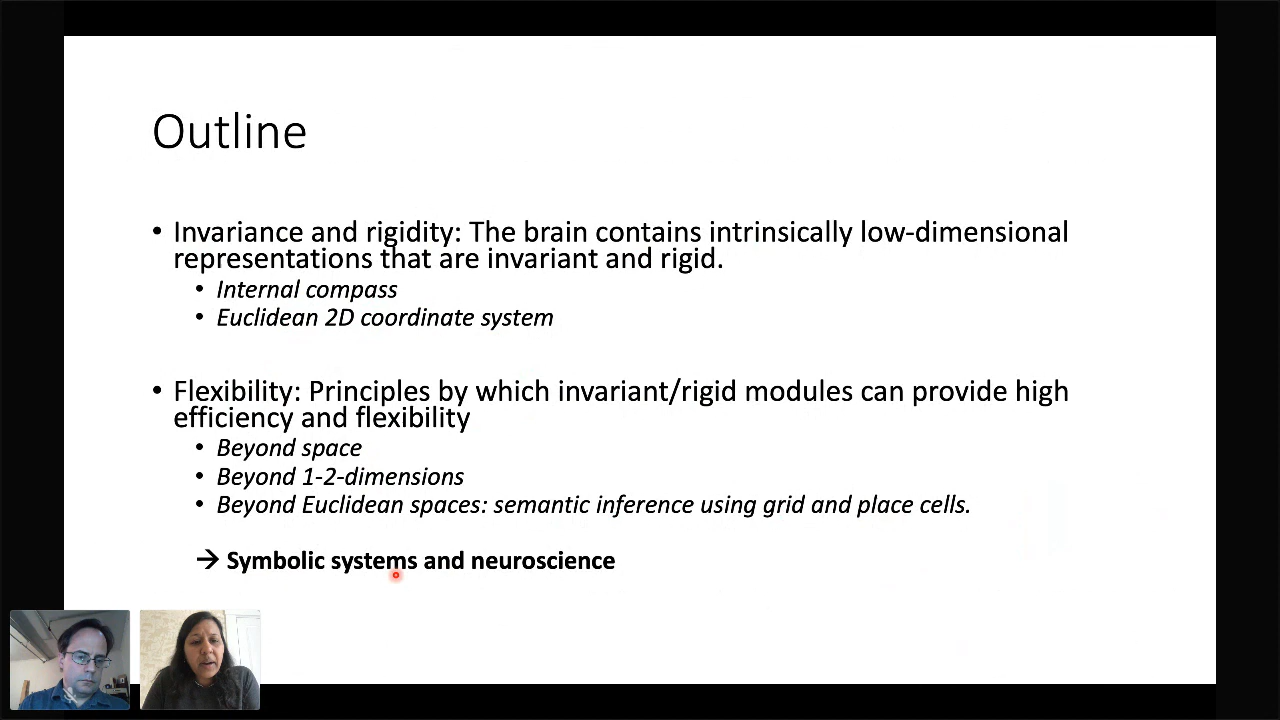 Outline
• Invariance and rigidity: The brain contains intrinsically low-dimensional
representations that are invariant and rigid.
• Internal compass
• Euclidean 2D coordinate system
• Flexibility: Principles by which invariant/rigid modules can provide high
efficiency and flexibility
• Beyond space
• Beyond 1-2-dimensions
• Beyond Euclidean spaces: semantic inference using grid and place cells.
→ Symbolic systems and neuroscience